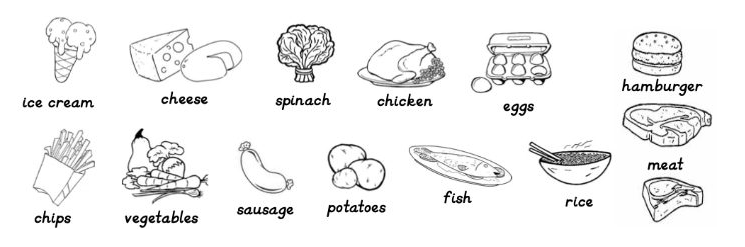 ice cream
cheese
spinach
chicken
eggs
hamburger
chips
vegetables
sausage
potatoes
fish
rice
meat